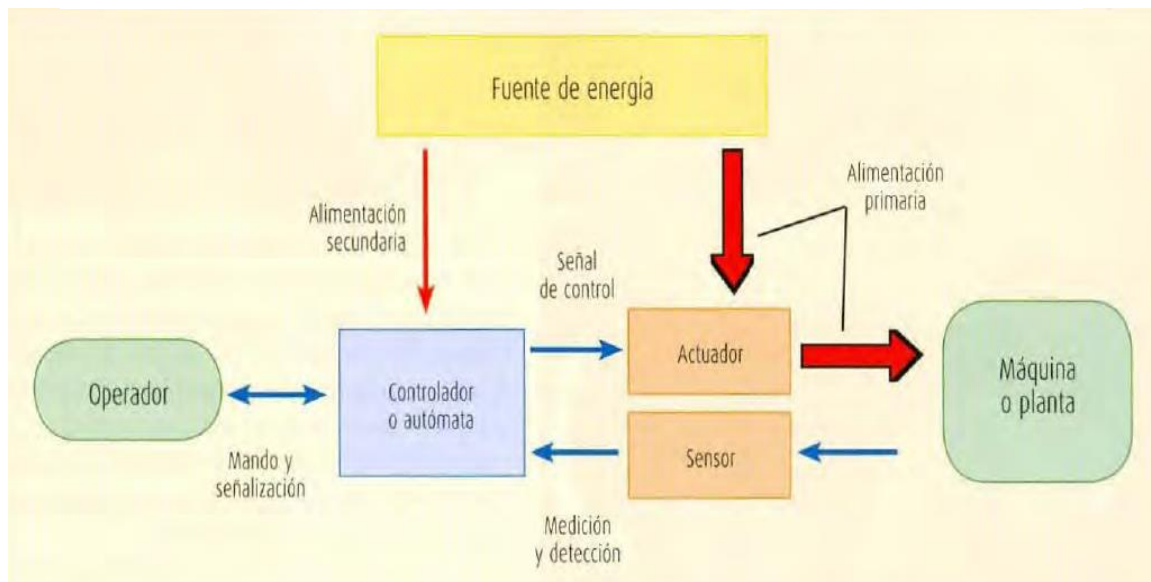 Fuente de energía
Alimentación
primaria
Alimentación
secundaria
Señal
de control
Actuador
Máquina
o planta
Operador
Controlador
o autómata
Sensor
Mando y
señalización
Medición
y detección